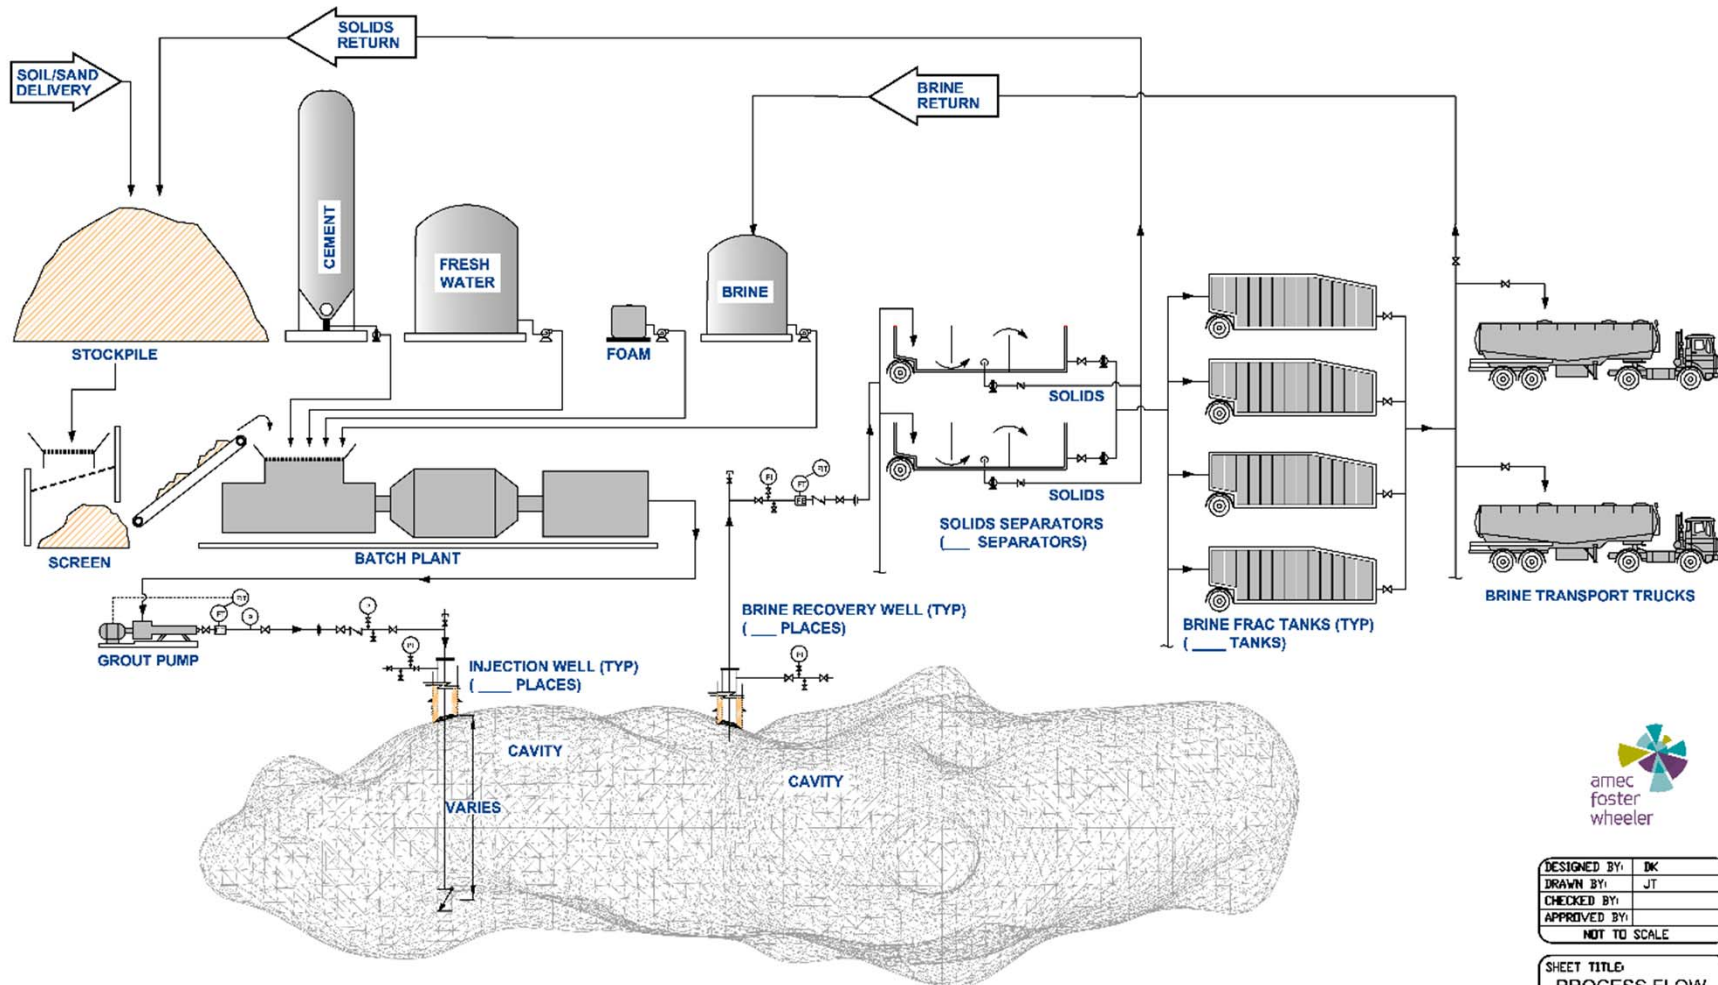 SOLIDS
RETURN
SOIL/SAND
DELIVERY
BRINE
RETURN
CEMENT
FRESH
WATER
FOAM
BRINE
STOCKPILE
SOLIDS
SOLIDS
SCREEN
BATCH PLANT
SOLIDS SEPARATORS
(___ SEPARATORS)
GROUT PUMP
INJECTION WELL (TYP)
(____ PLACES)
BRINE RECOVERY WELL (TYP)
( ___ PLACES)
BRINE FRAC TANKS (TYP)
( ____ TANKS)
BRINE TRANSPORT TRUCKS
CAVITY
CAVITY
VARIES
amec
foster
wheeler
DESIGNED BY: DK
DRAWN BY: JT
CHECKED BY:
APPROVED BY:
NOT TO SCALE
SHEET TITLE:
PROCESS FLOW